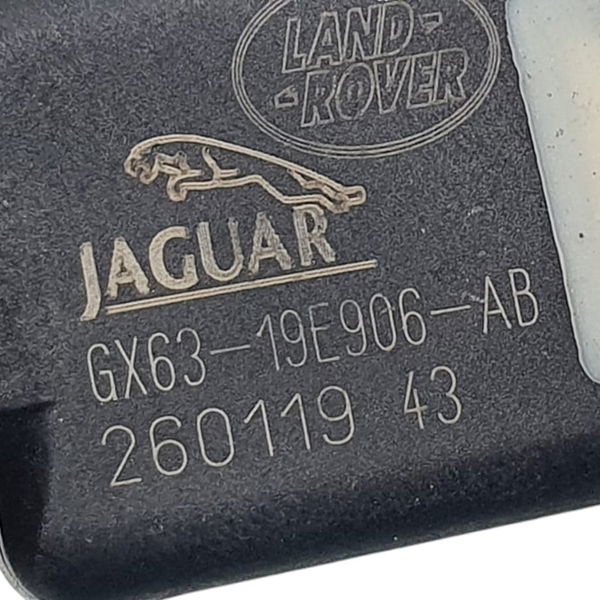 LAND-
-ROVER
JAGUAR
GX63-19E906-AB
260119 43